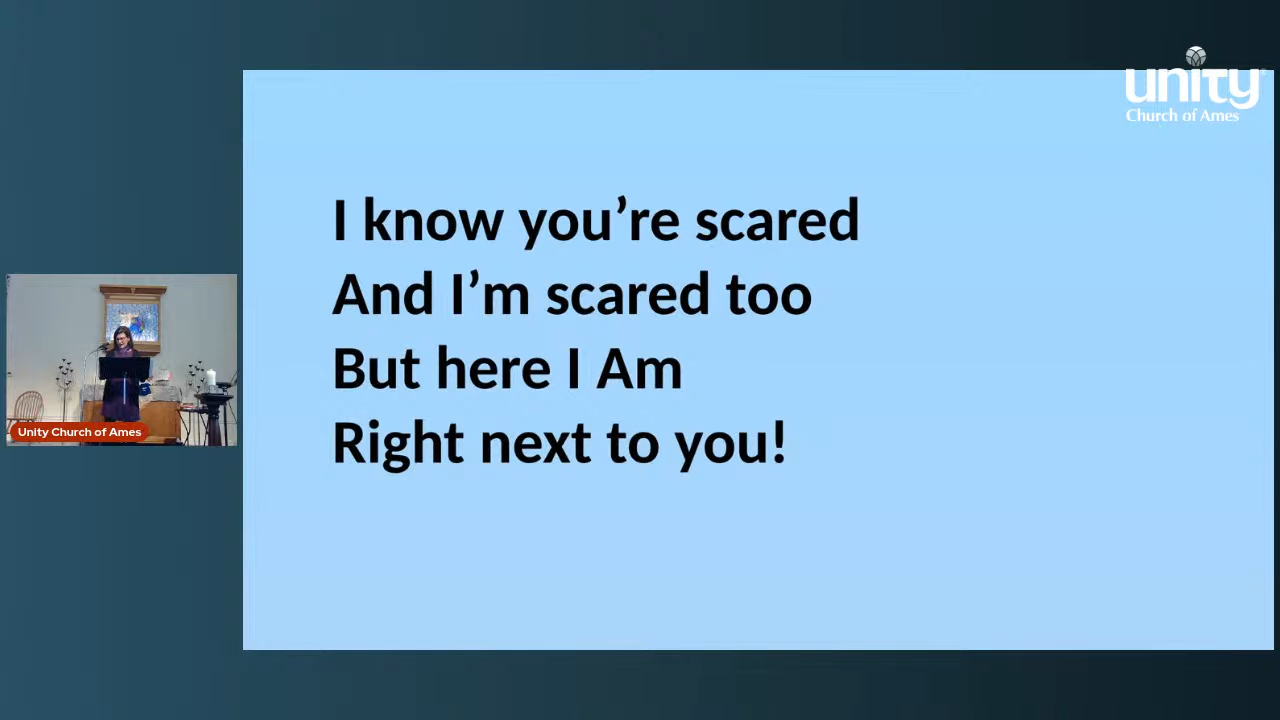 unity
Church of Ames
I know you’re scared
And I’m scared too
But here I Am
Right next to you!
Unity Church of Ames